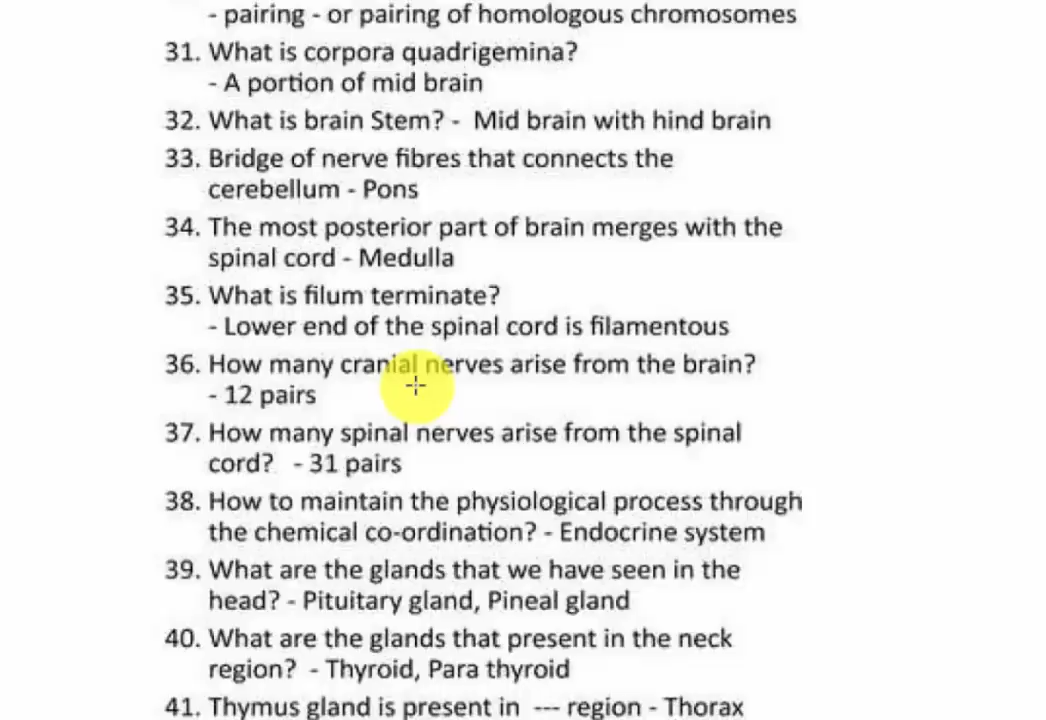 - pairing - or pairing of homologous chromosomes
31. What is corpora quadrigemina?
- A portion of mid brain
32. What is brain Stem? - Mid brain with hind brain
33. Bridge of nerve fibres that connects the
cerebellum - Pons
34. The most posterior part of brain merges with the
spinal cord - Medulla
35. What is filum terminate?
- Lower end of the spinal cord is filamentous
36. How many cranial nerves arise from the brain?
- 12 pairs
37. How many spinal nerves arise from the spinal
cord? - 31 pairs
38. How to maintain the physiological process through
the chemical co-ordination? - Endocrine system
39. What are the glands that we have seen in the
head? - Pituitary gland, Pineal gland
40. What are the glands that present in the neck
region? - Thyroid, Para thyroid
41. Thymus gland is present in --- region - Thorax